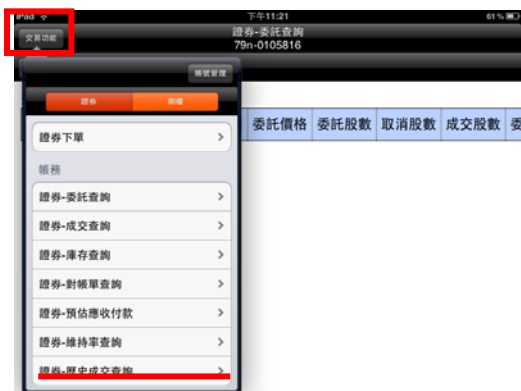 iPad 下午11:21 61%
交易功能 證券-委託查詢
79n-0105816
帳號管理
證券 期權
證券下單
委託價格 委託股數 取消股數 成交股數 委
帳務
證券-委託查詢
證券-成交查詢
證券-庫存查詢
證券-對帳單查詢
證券-預估應收付款
證券-維持率查詢
證券-歷史成交查詢